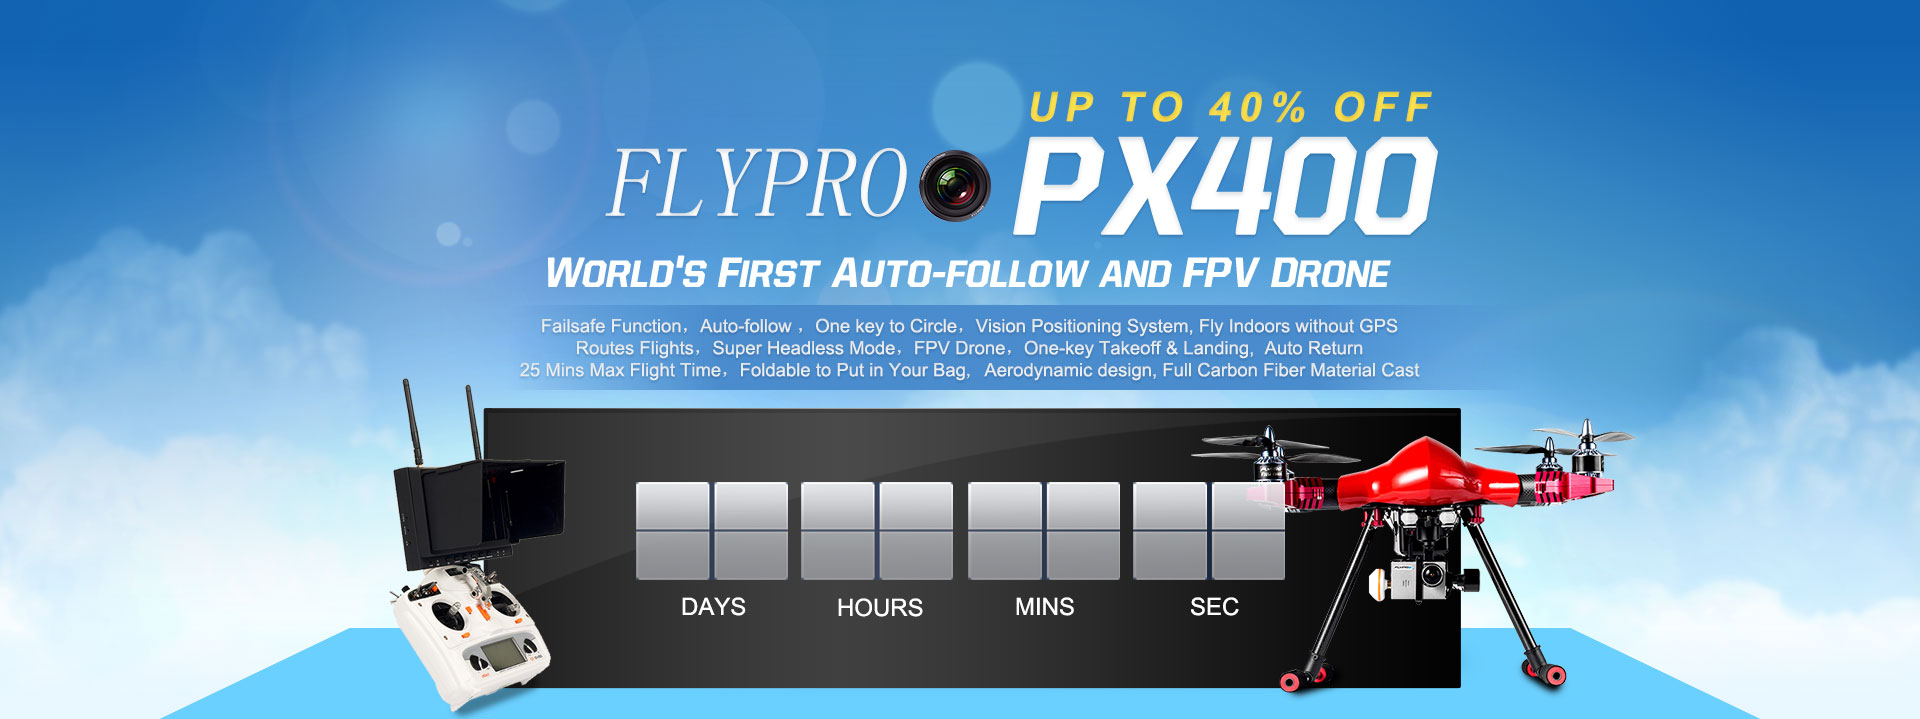 UP TO 40% OFF
FLYPRO PX400
WORLD'S FIRST AUTO-FOLLOW AND FPV DRONE
Failsafe Function，Auto-follow ，One key to Circle，Vision Positioning System, Fly Indoors without GPS
Routes Flights，Super Headless Mode，FPV Drone，One-key Takeoff & Landing, Auto Return
25 Mins Max Flight Time，Foldable to Put in Your Bag， Aerodynamic design, Full Carbon Fiber Material Cast
DAYS HOURS MINS SEC